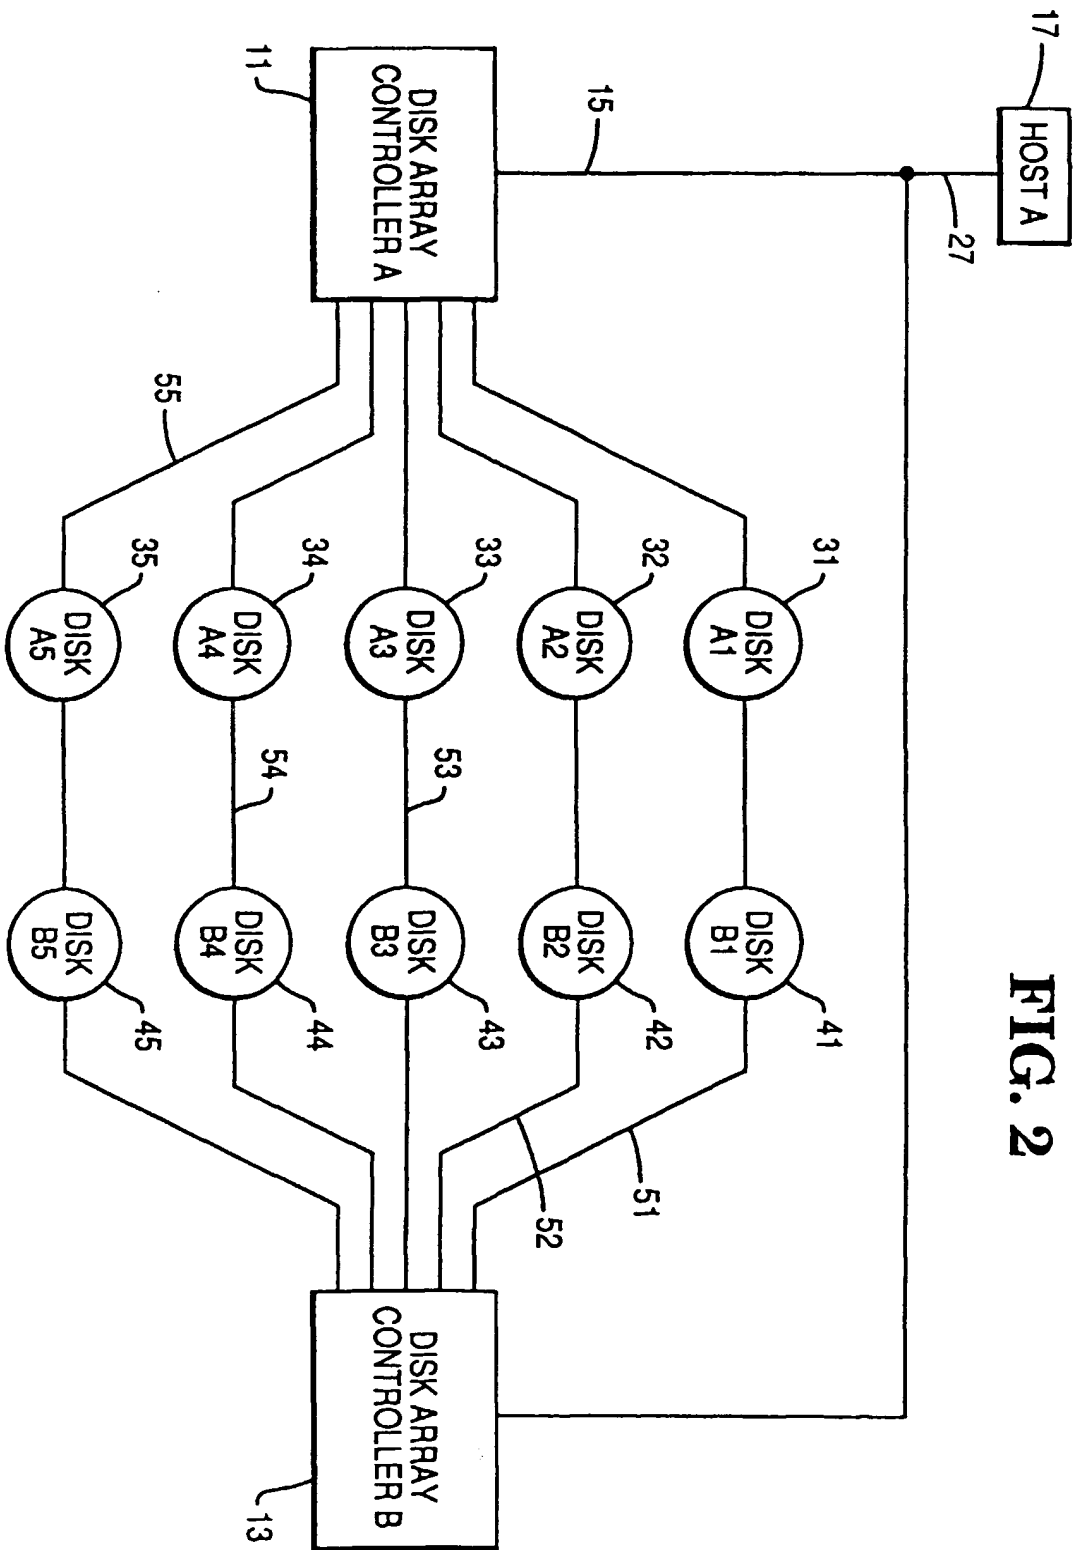 FIG. 2
17
HOST A
27
15
11
DISK ARRAY
CONTROLLER A
DISK ARRAY
CONTROLLER B
13
31
DISK
A1
DISK
B1
41
51
32
DISK
A2
DISK
B2
42
52
33
DISK
A3
53
DISK
B3
43
34
DISK
A4
54
DISK
B4
44
55
35
DISK
A5
DISK
B5
45